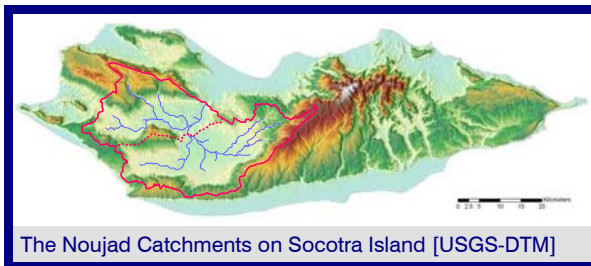 Kilometers
0 2.5 5 10 15 20
The Noujad Catchments on Socotra Island [USGS-DTM]